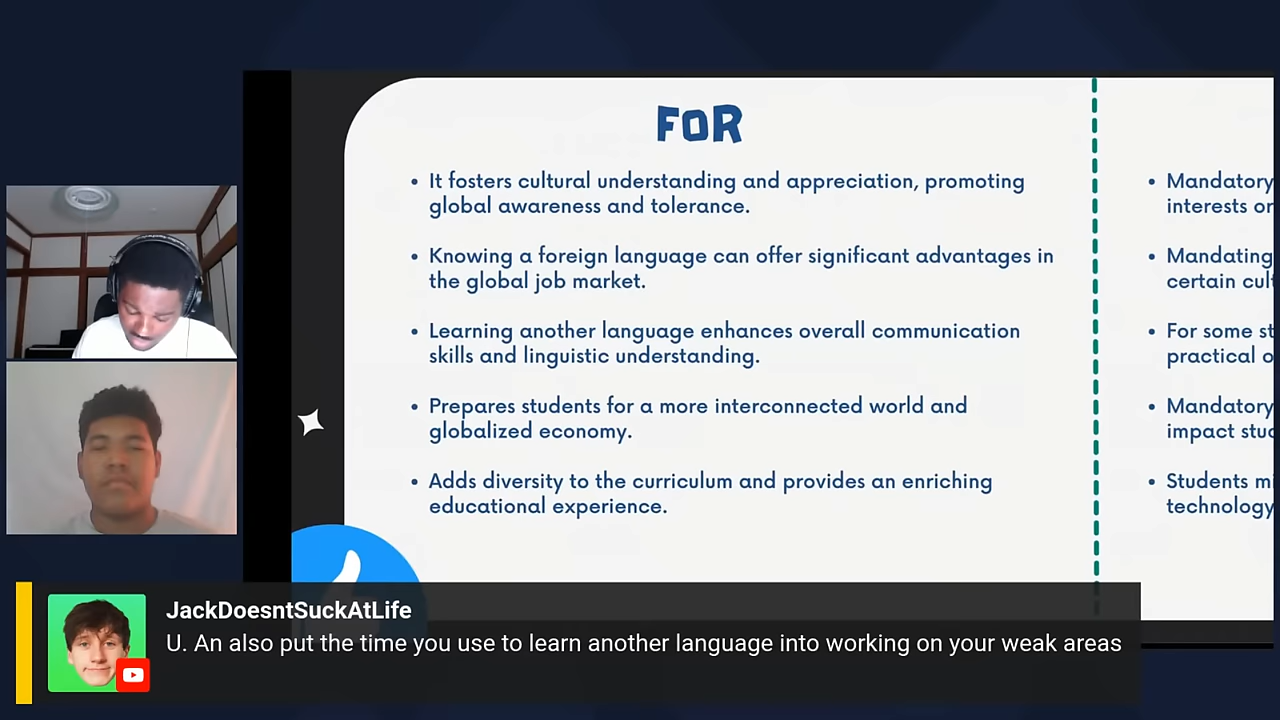 FOR
• It fosters cultural understanding and appreciation, promoting
global awareness and tolerance.
• Knowing a foreign language can offer significant advantages in
the global job market.
• Learning another language enhances overall communication
skills and linguistic understanding.
• Prepares students for a more interconnected world and
globalized economy.
• Adds diversity to the curriculum and provides an enriching
educational experience.
• Mandatory
interests or
• Mandating
certain
• For some
practical
• Mandatory
impact
• Students
technology
JackDoesntSuckAtLife
U. An also put the time you use to learn another language into working on your weak areas